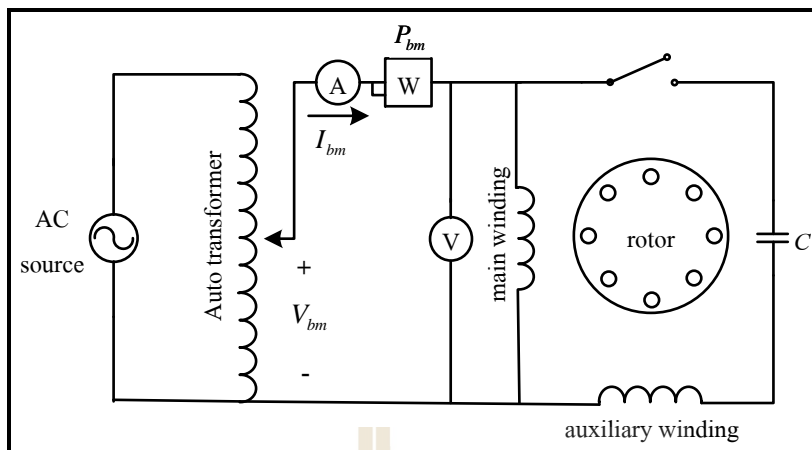 P_bm
A
W
I_bm
AC
source
Auto transformer
+
V_bm
-
V
main winding
rotor
C
auxiliary winding